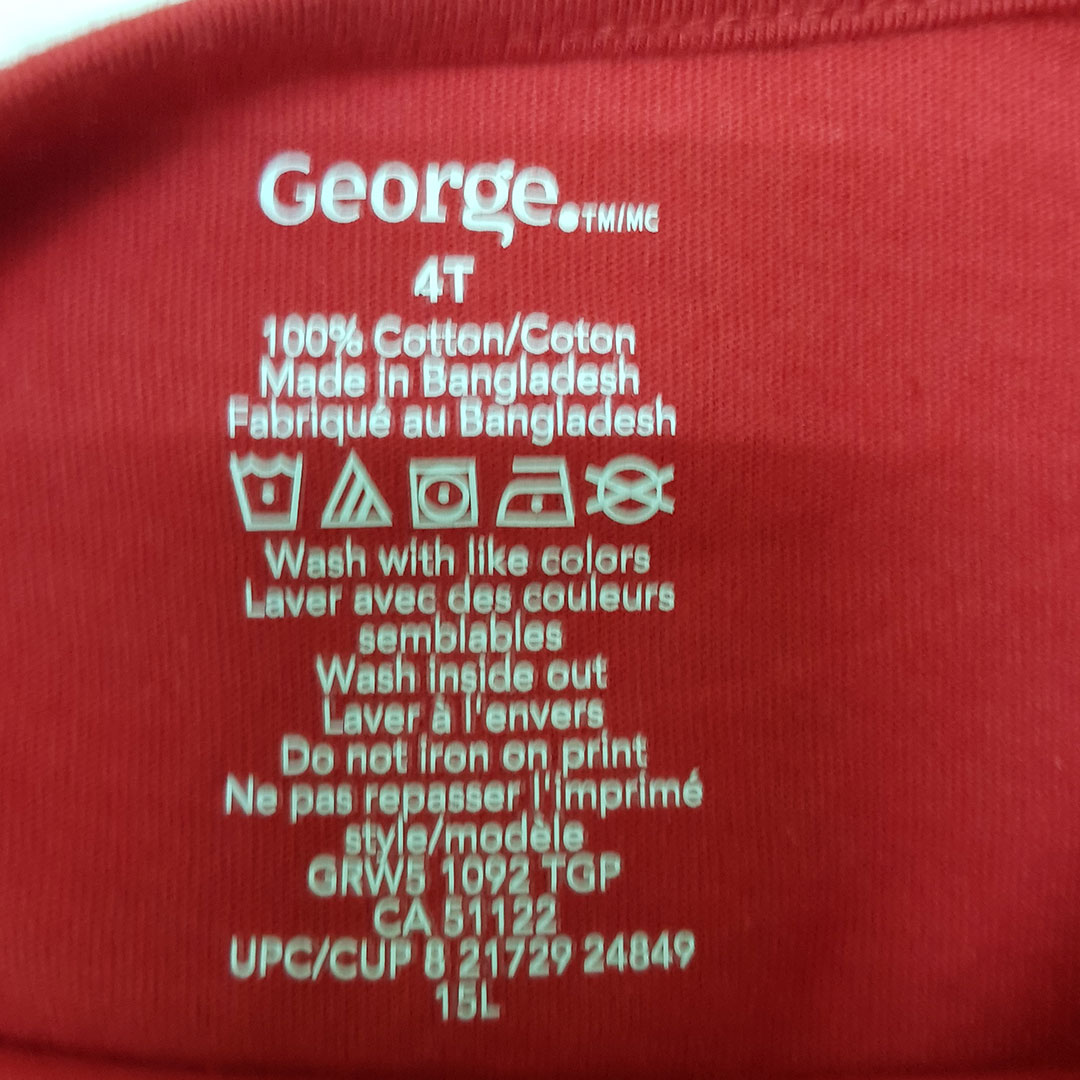 George.TM/MC
4T
100% Cotton/Coton
Made in Bangladesh
Fabriqué au Bangladesh
Wash with like colors
Laver avec des couleurs
semblables
Wash inside out
Laver à l'envers
Do not iron on print
Ne pas repasser l'imprimé
style/modèle
GRW5 1092 TGP
CA 51122
UPC/CUP 8 21729 24849
15L